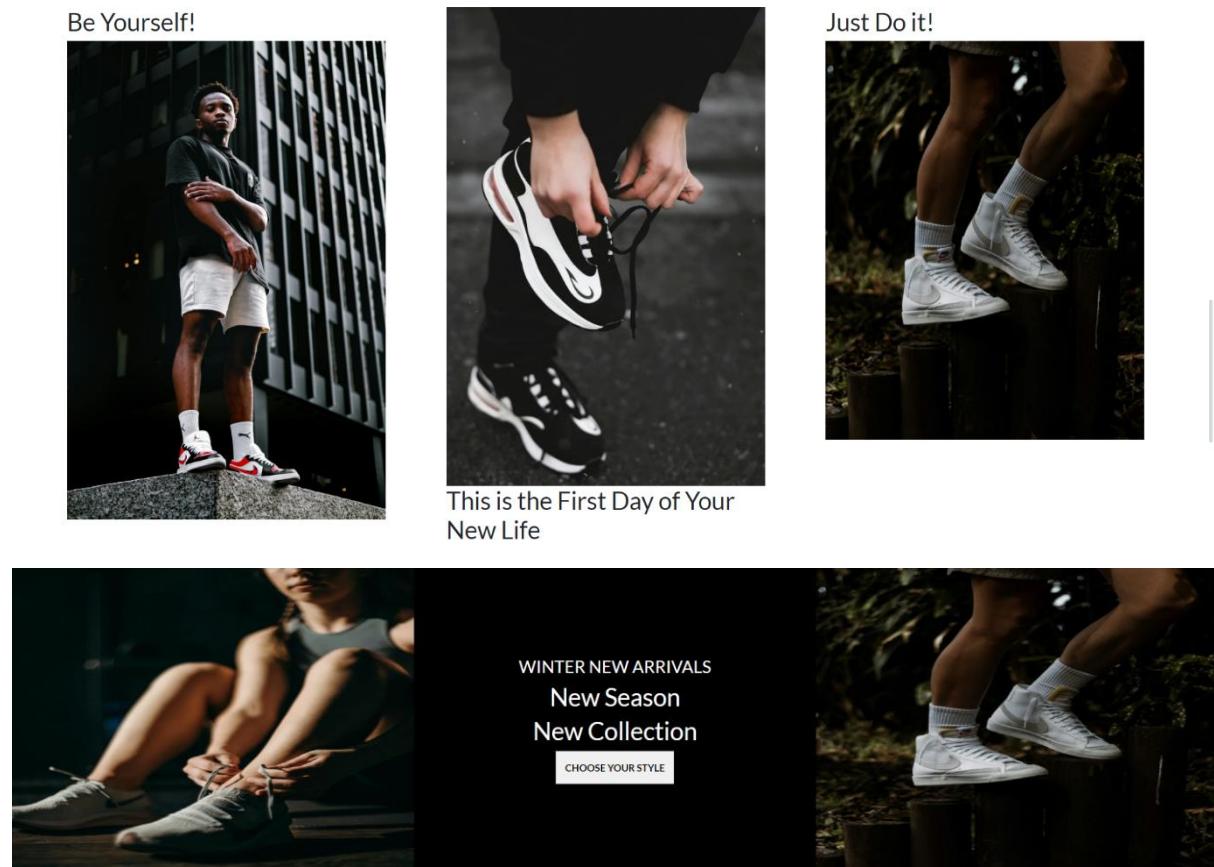 Be Yourself!
Just Do it!
This is the First Day of Your
New Life
WINTER NEW ARRIVALS
New Season
New Collection
CHOOSE YOUR STYLE